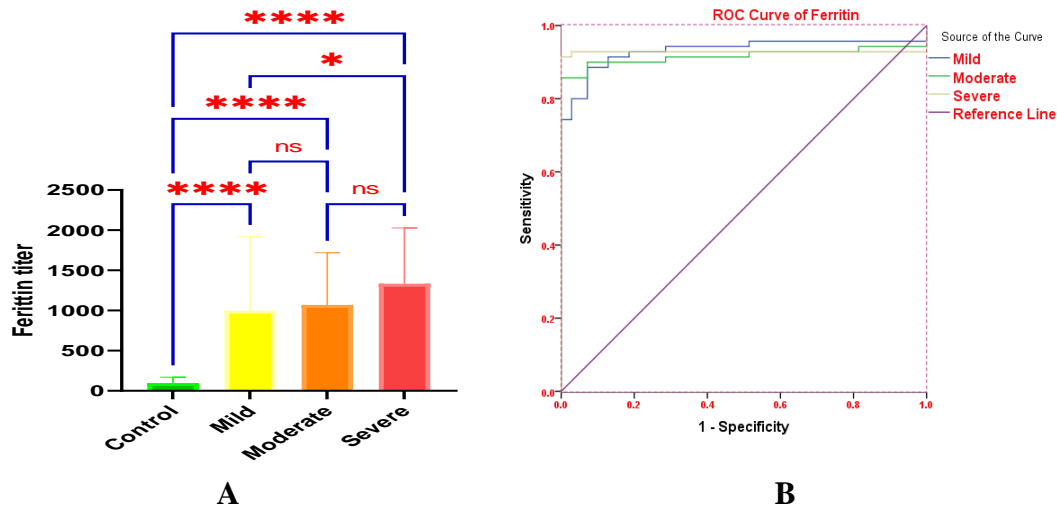 ****
*
****
ns
****
ns
2500
2000
1500
1000
500
0
Ferittin titer
Control
Mild
Moderate
Severe
A
ROC Curve of Ferritin
Source of the Curve
Mild
Moderate
Severe
Reference Line
1.0
0.8
0.6
0.4
0.2
0.0
Sensitivity
0.0 0.2 0.4 0.6 0.8 1.0
1 - Specificity
B